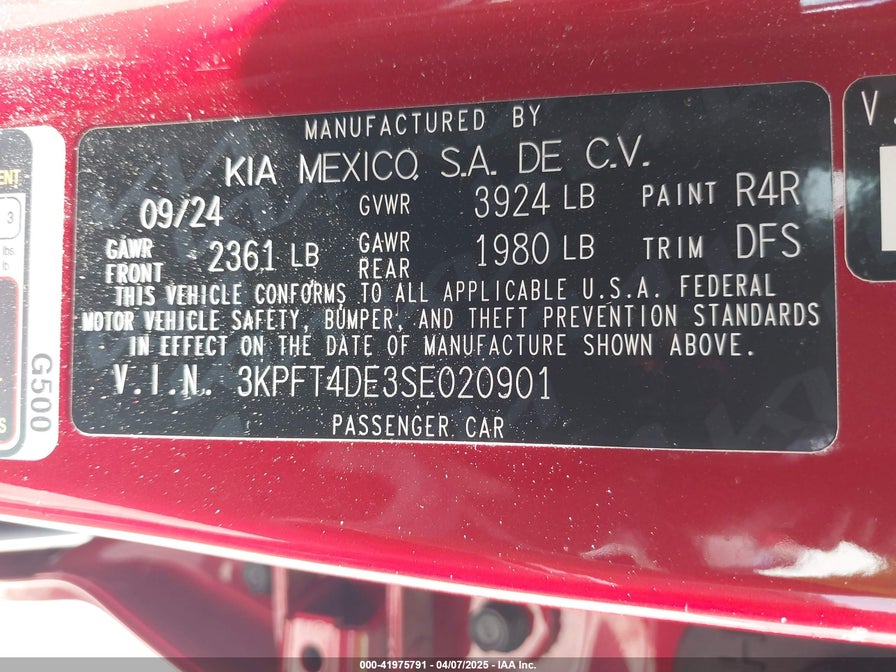 MANUFACTURED BY
KIA MEXICO, S.A. DE C.V.
09/24 GVWR 3924 LB PAINT R4R
GAWR FRONT 2361 LB GAWR REAR 1980 LB TRIM DFS
THIS VEHICLE CONFORMS TO ALL APPLICABLE U.S.A. FEDERAL
MOTOR VEHICLE SAFETY, BUMPER, AND THEFT PREVENTION STANDARDS
IN EFFECT ON THE DATE OF MANUFACTURE SHOWN ABOVE.
V.I.N. 3KPFT4DE3SE020901
PASSENGER CAR
3
lbs.
lb
G500
V.
000-41975791 - 04/07/2025 - IAA Inc.